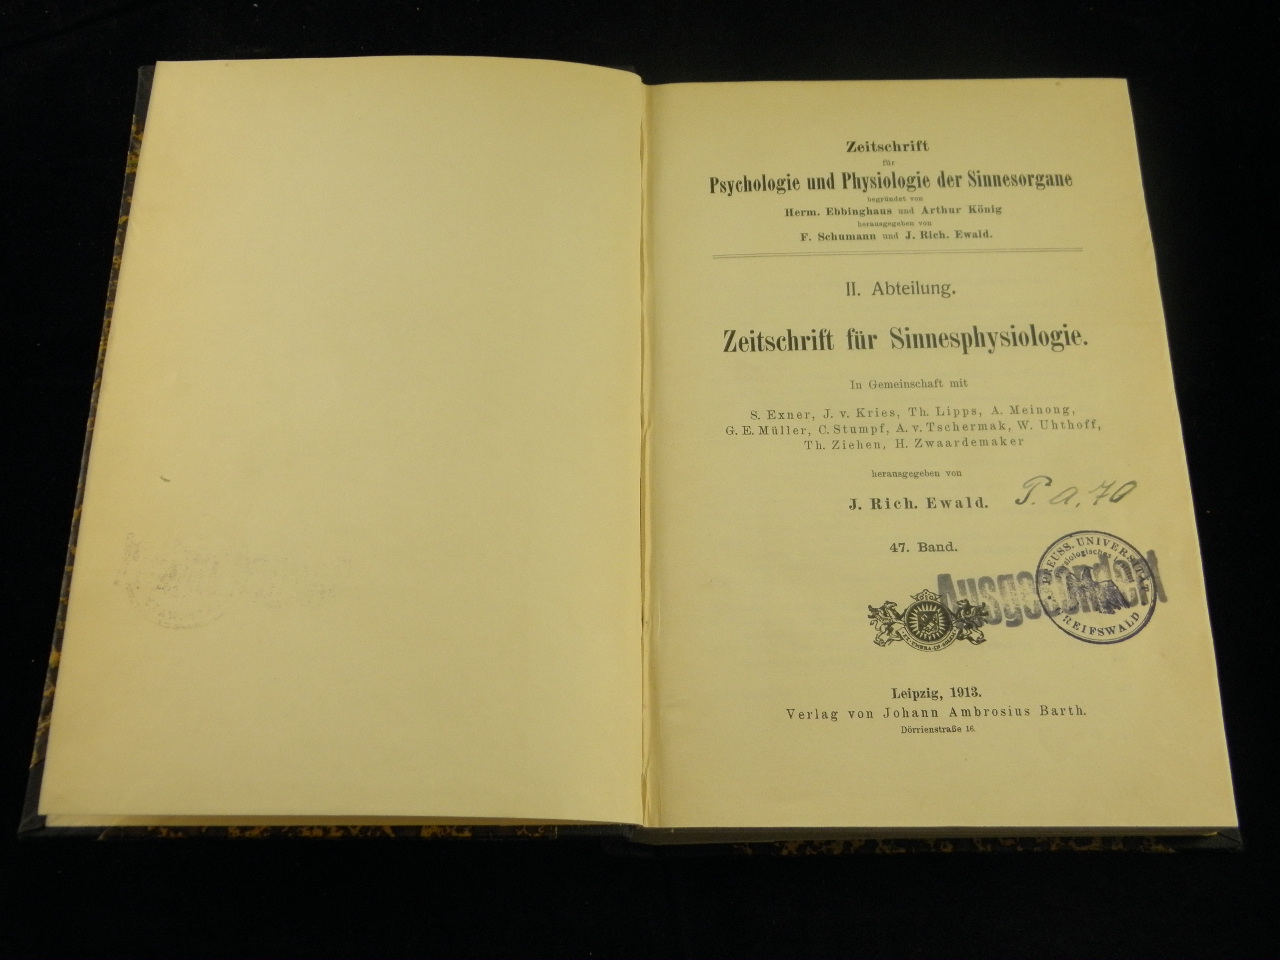 Zeitschrift
für
Psychologie und Physiologie der Sinnesorgane
begründet von
Herm. Ebbinghaus und Arthur König
herausgegeben von
F. Schumann und J. Rich. Ewald.
II. Abteilung.
Zeitschrift für Sinnesphysiologie.
In Gemeinschaft mit
S. Exner, J. v. Kries, Th. Lipps, A. Meinong,
G. E. Müller, C. Stumpf, A. v. Tschermak, W. Uhthoff,
Th. Ziehen, H. Zwaardemaker
herausgegeben von
J. Rich. Ewald.
P. a. 70
47. Band.
PREUSS. UNIVERSITÄT
Ausgesondert
REIFSWALD
Leipzig, 1913.
Verlag von Johann Ambrosius Barth.
Dörrienstraße 16.